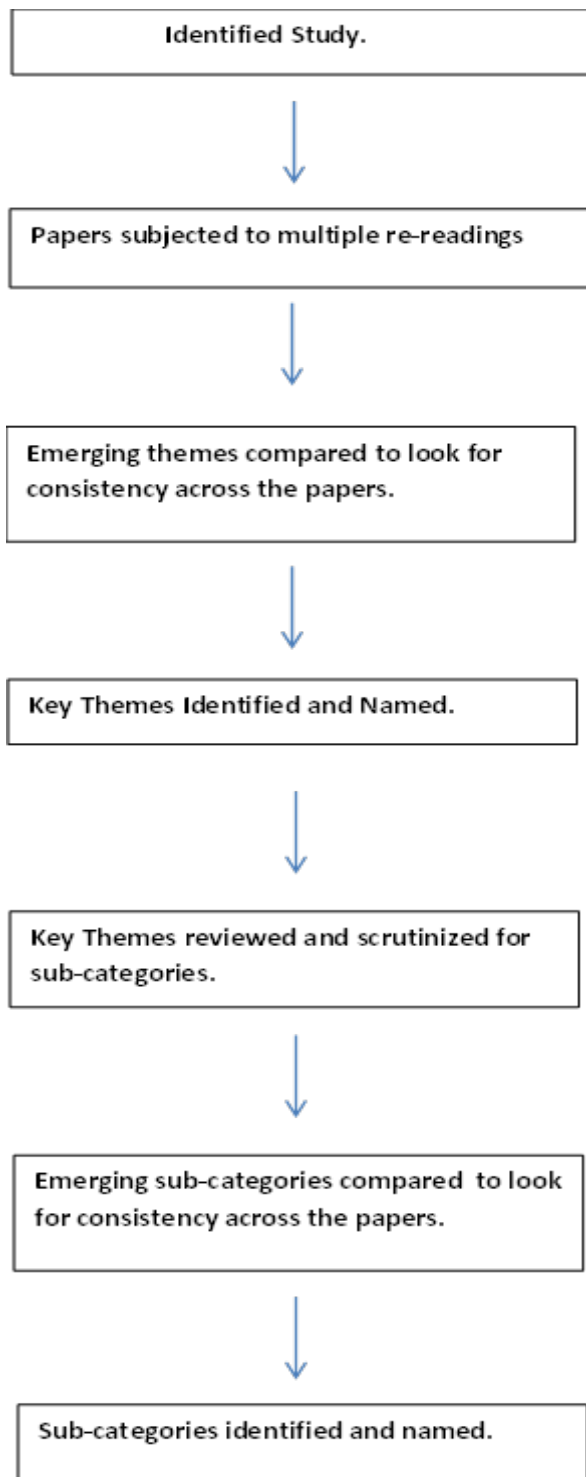 Identified Study.
Papers subjected to multiple re-readings
Emerging themes compared to look for
consistency across the papers.
Key Themes Identified and Named.
Key Themes reviewed and scrutinized for
sub-categories.
Emerging sub-categories compared to look
for consistency across the papers.
Sub-categories identified and named.